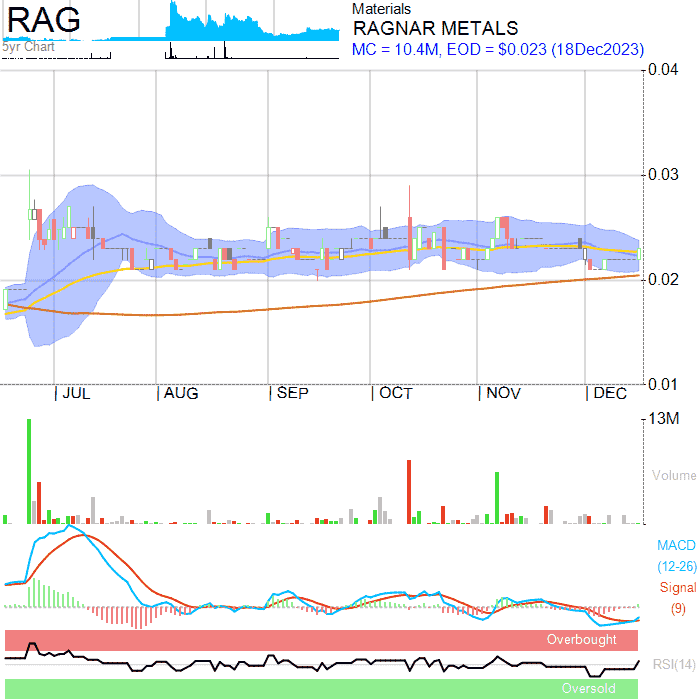 RAG
5yr Chart
Materials
RAGNAR METALS
MC = 10.4M, EOD = $0.023 (18Dec2023)
0.04
0.03
0.02
0.01
JUL
AUG
SEP
OCT
NOV
DEC
13M
Volume
MACD
(12-26)
Signal
(9)
Overbought
RSI(14)
Oversold